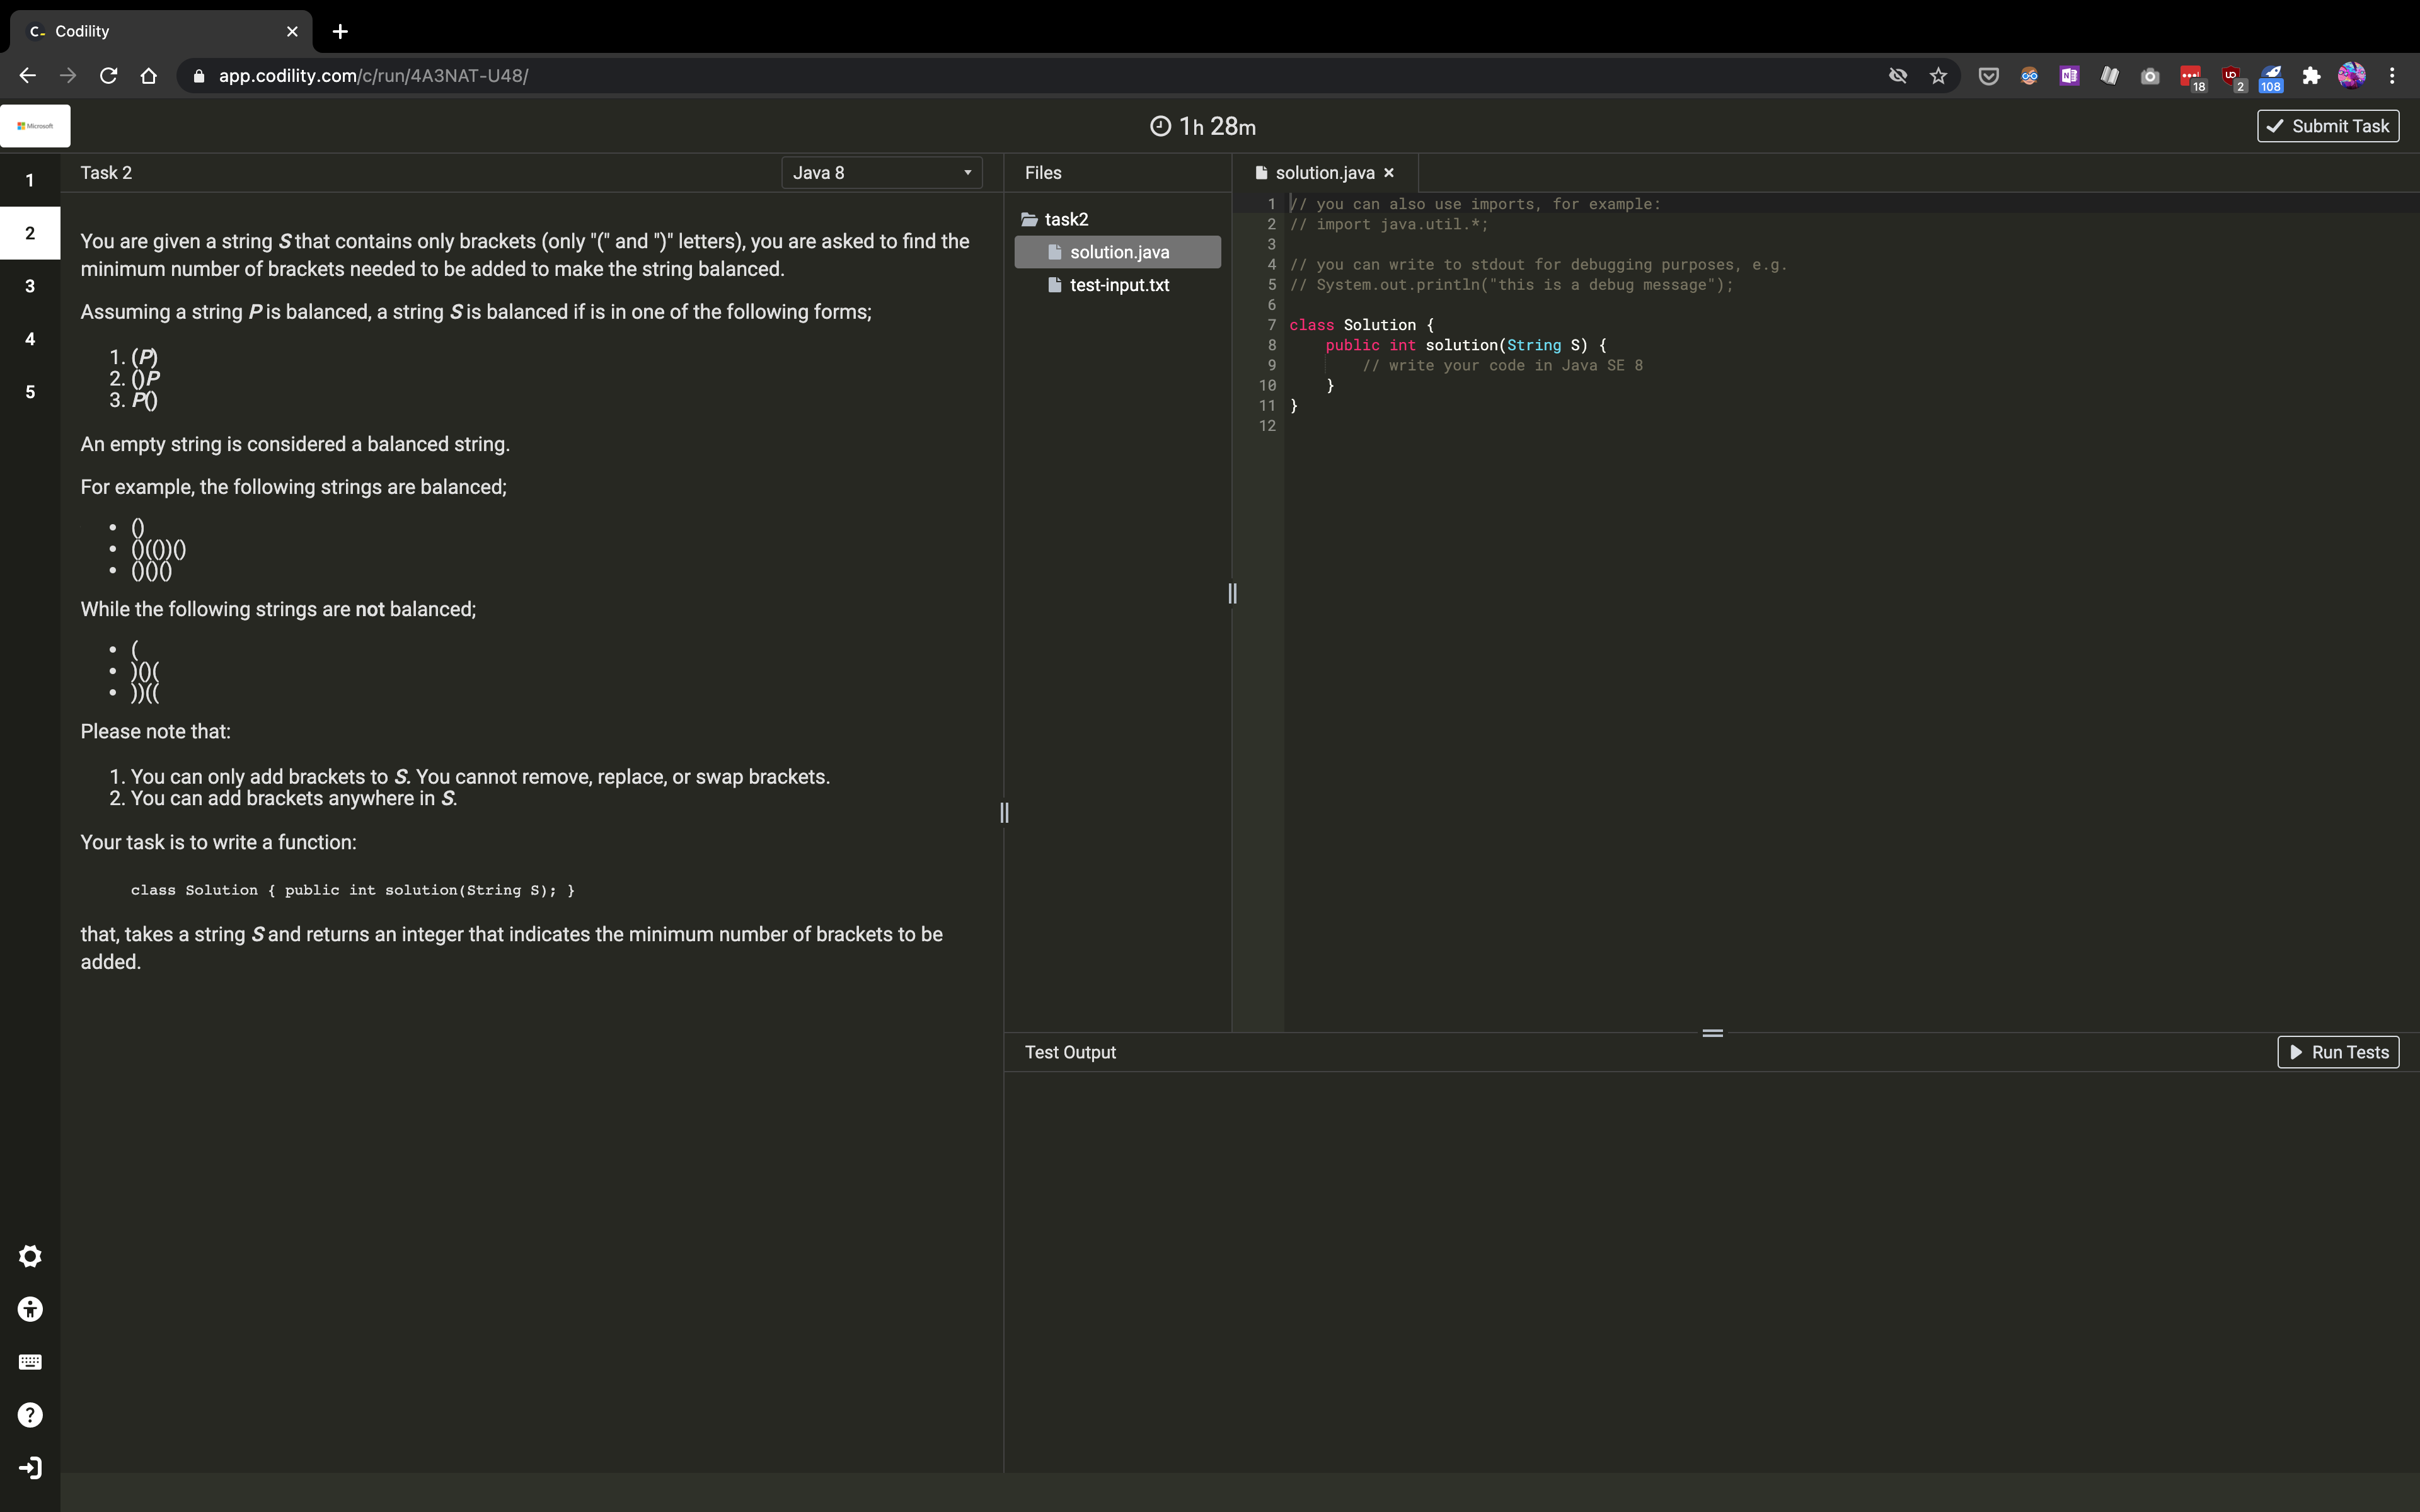 Codility
app.codility.com/c/run/4A3NAT-U48/
18
2
108
Microsoft
1h 28m
Submit Task
1
2
3
4
5
Task 2
Java 8
You are given a string S that contains only brackets (only "(" and ")" letters), you are asked to find the
minimum number of brackets needed to be added to make the string balanced.
Assuming a string P is balanced, a string S is balanced if is in one of the following forms;
1. (P)
2. ()P
3. P()
An empty string is considered a balanced string.
For example, the following strings are balanced;
• ()
• ()(())()
• ()()()
While the following strings are not balanced;
• (
• )()(
• ))((
Please note that:
1. You can only add brackets to S. You cannot remove, replace, or swap brackets.
2. You can add brackets anywhere in S.
Your task is to write a function:
class Solution { public int solution(String S); }
that, takes a string S and returns an integer that indicates the minimum number of brackets to be
added.
Files
task2
solution.java
test-input.txt
solution.java
1 // you can also use imports, for example:
2 // import java.util.*;
3
4 // you can write to stdout for debugging purposes, e.g.
5 // System.out.println("this is a debug message");
6
7 class Solution {
8     public int solution(String S) {
9         // write your code in Java SE 8
10     }
11 }
12
Test Output
Run Tests